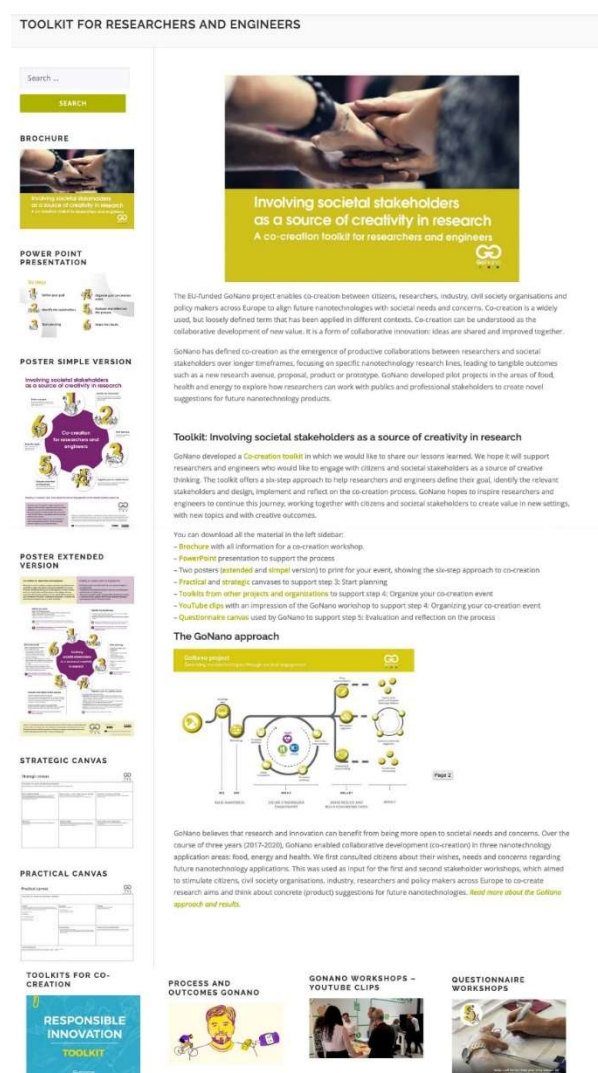 TOOLKIT FOR RESEARCHERS AND ENGINEERS
Search ...
SEARCH
BROCHURE
Involving societal stakeholders
as a source of creativity in research
A co-creation toolkit for researchers and engineers
POWER POINT
PRESENTATION
POSTER SIMPLE VERSION
Involving societal stakeholders
as a source of creativity in research
Co-creation
for researchers and
engineers
POSTER EXTENDED
VERSION
STRATEGIC CANVAS
Strategic canvas
PRACTICAL CANVAS
Practical canvas
Involving societal stakeholders
as a source of creativity in research
A co-creation toolkit for researchers and engineers
GoNano
The EU-funded GoNano project enables co-creation between citizens, researchers, industry, civil society organisations and
policy makers across Europe to align future nanotechnologies with societal needs and concerns. Co-creation is a widely
used, but loosely defined term that has been applied in different contexts. Co-creation can be understood as the
collaborative development of new value. It is a form of collaborative innovation: ideas are shared and improved together.
GoNano has defined co-creation as the emergence of productive collaborations between researchers and societal
stakeholders over longer timeframes, focusing on specific nanotechnology research lines, leading to tangible outcomes
such as a new research avenue, proposal, product or prototype. GoNano developed pilot projects in the areas of food,
health and energy to explore how researchers can work with publics and professional stakeholders to create novel
suggestions for future nanotechnology products.
Toolkit: Involving societal stakeholders as a source of creativity in research
GoNano developed a Co-creation toolkit in which we would like to share our lessons learned. We hope it will support
researchers and engineers who would like to engage with citizens and societal stakeholders as a source of creative
thinking. The toolkit offers a six-step approach to help researchers and engineers define their goal, identify the relevant
stakeholders and design, implement and reflect on the co-creation process. GoNano hopes to inspire researchers and
engineers to continue this journey, working together with citizens and societal stakeholders to create value in new settings,
with new topics and with creative outcomes.
You can download all the material in the left sidebar:
– Brochure with all information for a co-creation workshop.
– PowerPoint presentation to support the process
– Two posters (extended and simpel version) to print for your event, showing the six-step approach to co-creation
– Practical and strategic canvases to support step 3: Start planning
– Toolkits from other projects and organizations to support step 4: Organize your co-creation event
– YouTube clips with an impression of the GoNano workshop to support step 4: Organizing your co-creation event
– Questionnaire canvas used by GoNano to support step 5: Evaluation and reflection on the process
The GoNano approach
GoNano project
Page 2
GoNano believes that research and innovation can benefit from being more open to societal needs and concerns. Over the
course of three years (2017-2020), GoNano enabled collaborative development (co-creation) in three nanotechnology
application areas: food, energy and health. We first consulted citizens about their wishes, needs and concerns regarding
future nanotechnology applications. This was used as input for the first and second stakeholder workshops, which aimed
to stimulate citizens, civil society organisations, industry, researchers and policy makers across Europe to co-create
research aims and think about concrete (product) suggestions for future nanotechnologies. Read more about the GoNano
approach and results.
TOOLKITS FOR CO-
CREATION
RESPONSIBLE
INNOVATION
TOOLKIT
PROCESS AND
OUTCOMES GONANO
GONANO WORKSHOPS –
YOUTUBE CLIPS
QUESTIONNAIRE
WORKSHOPS